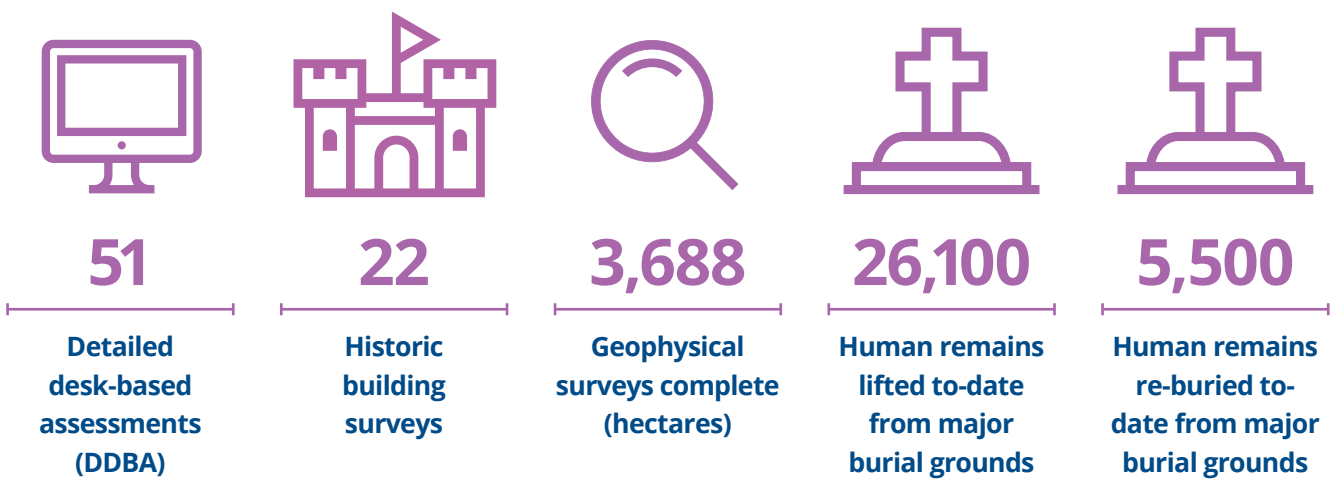 51
Detailed
desk-based
assessments
(DDBA)
22
Historic
building
surveys
3,688
Geophysical
surveys complete
(hectares)
26,100
Human remains
lifted to-date
from major
burial grounds
5,500
Human remains
re-buried to-
date from major
burial grounds